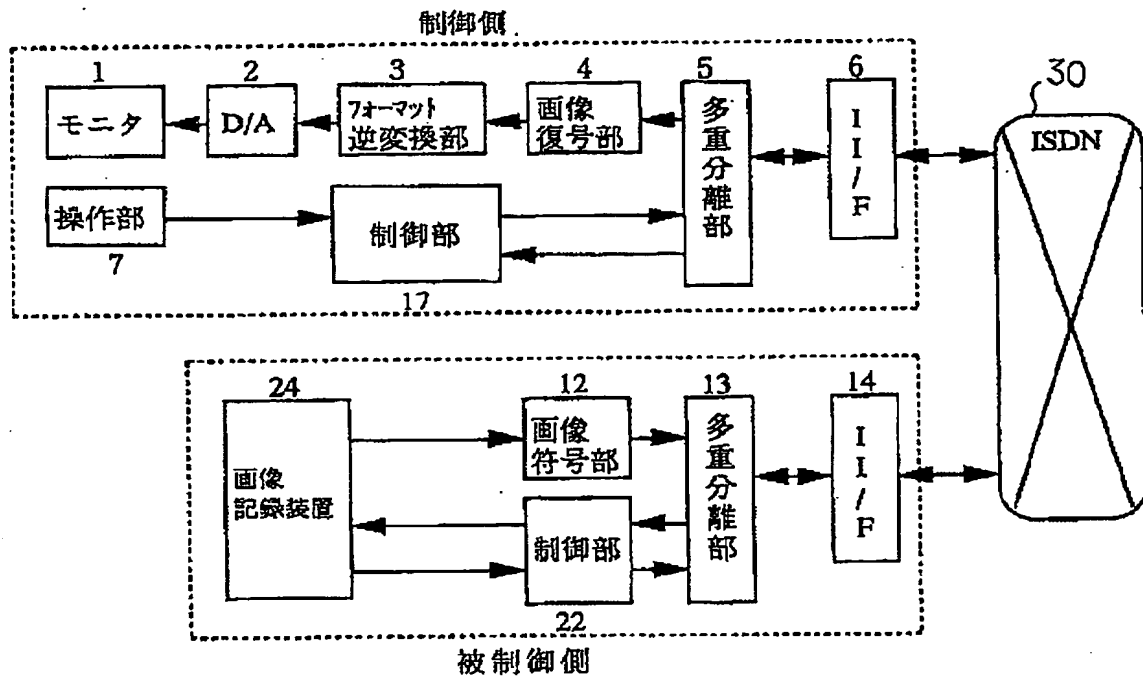 制御側
1
2
3
4
5
6
30
モニタ
D/A
フォーマット
逆変換部
画像
復号部
多重分離部
I
I
/
F
ISDN
操作部
7
制御部
17
24
12
13
14
画像
記録装置
画像
符号部
多重分離部
I
I
/
F
制御部
22
被制御側